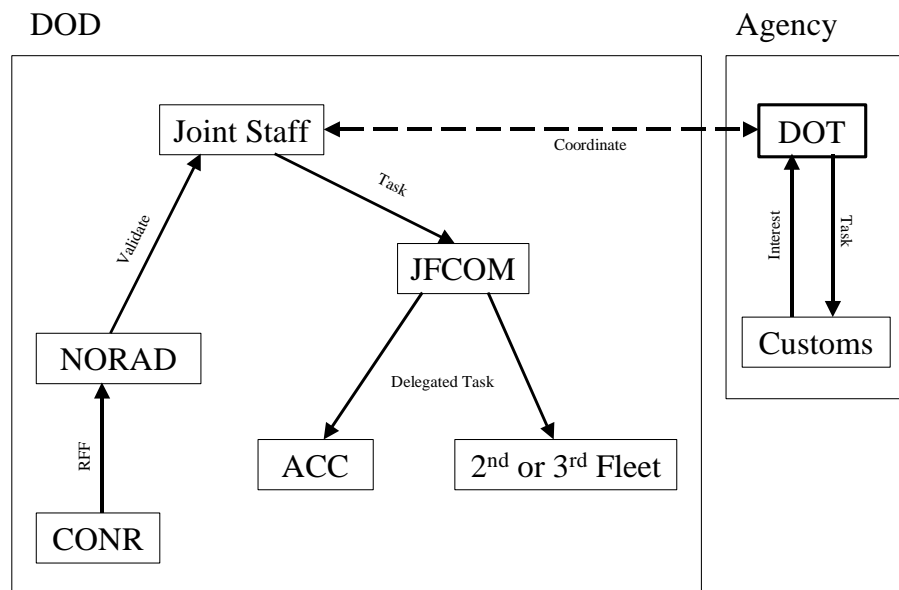 DOD
Agency
Joint Staff
DOT
Coordinate
Task
Validate
Interest
Task
JFCOM
NORAD
Customs
Delegated Task
RFF
ACC
2nd or 3rd Fleet
CONR